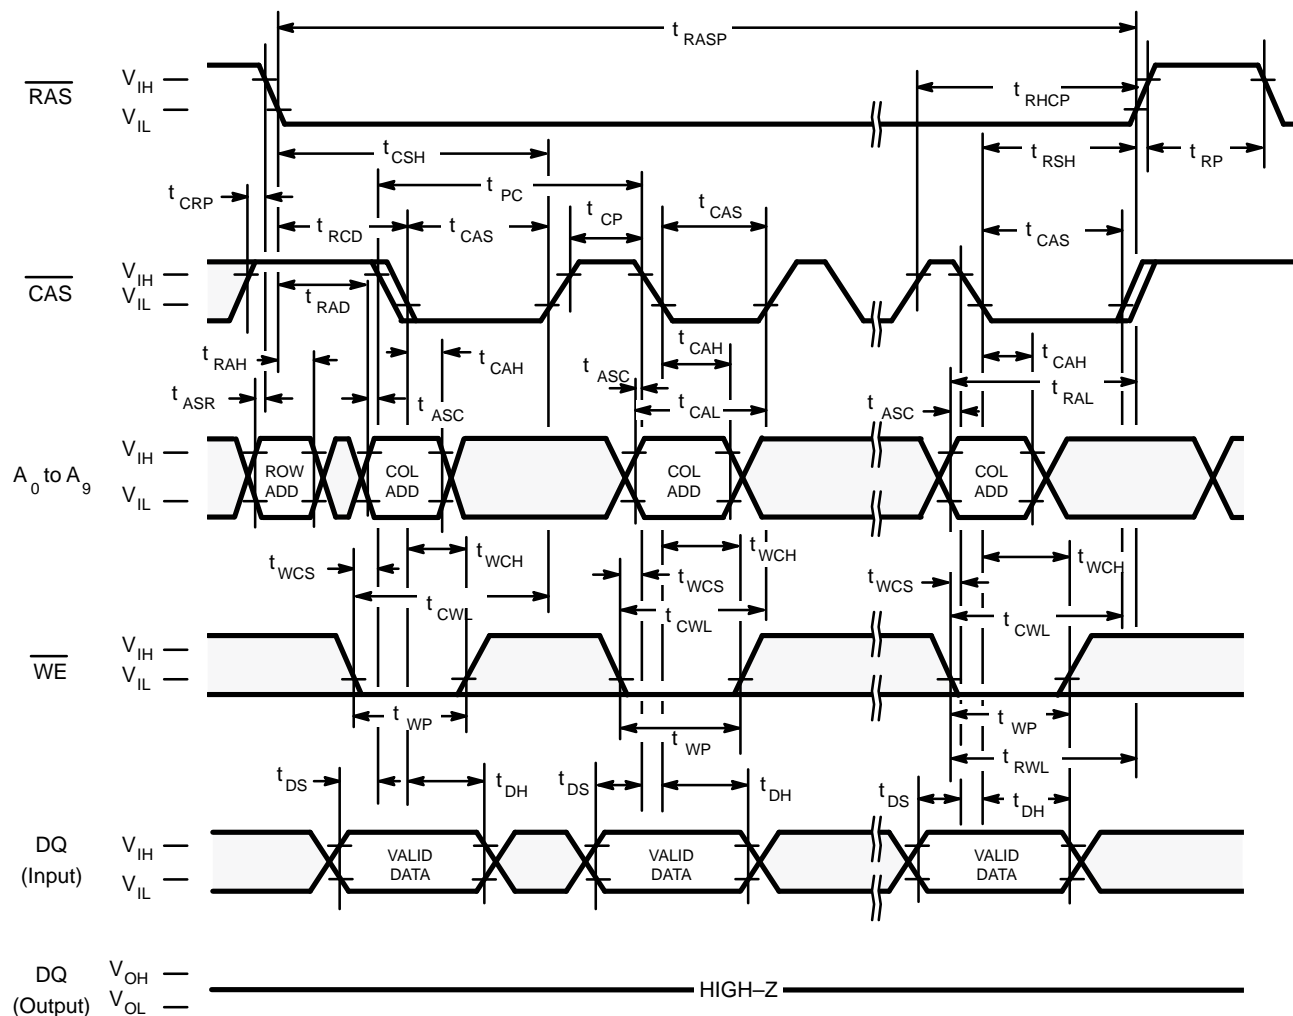 t RASP
RAS
V IH
V IL
t RHCP
t CSH
t RSH
t RP
t CRP
t PC
t RCD
t CAS
t CP
t CAS
t CAS
CAS
V IH
V IL
t RAD
t RAH
t CAH
t CAH
t CAH
t ASR
t ASC
t ASC
t CAL
t ASC
t RAL
A 0 to A 9
V IH
V IL
ROW ADD
COL ADD
COL ADD
COL ADD
t WCS
t WCH
t WCS
t WCH
t WCS
t WCH
t CWL
t CWL
t CWL
WE
V IH
V IL
t WP
t WP
t WP
t RWL
t DS
t DH
t DS
t DH
t DS
t DH
DQ
(Input)
V IH
V IL
VALID DATA
VALID DATA
VALID DATA
DQ
(Output)
V OH
V OL
HIGH–Z